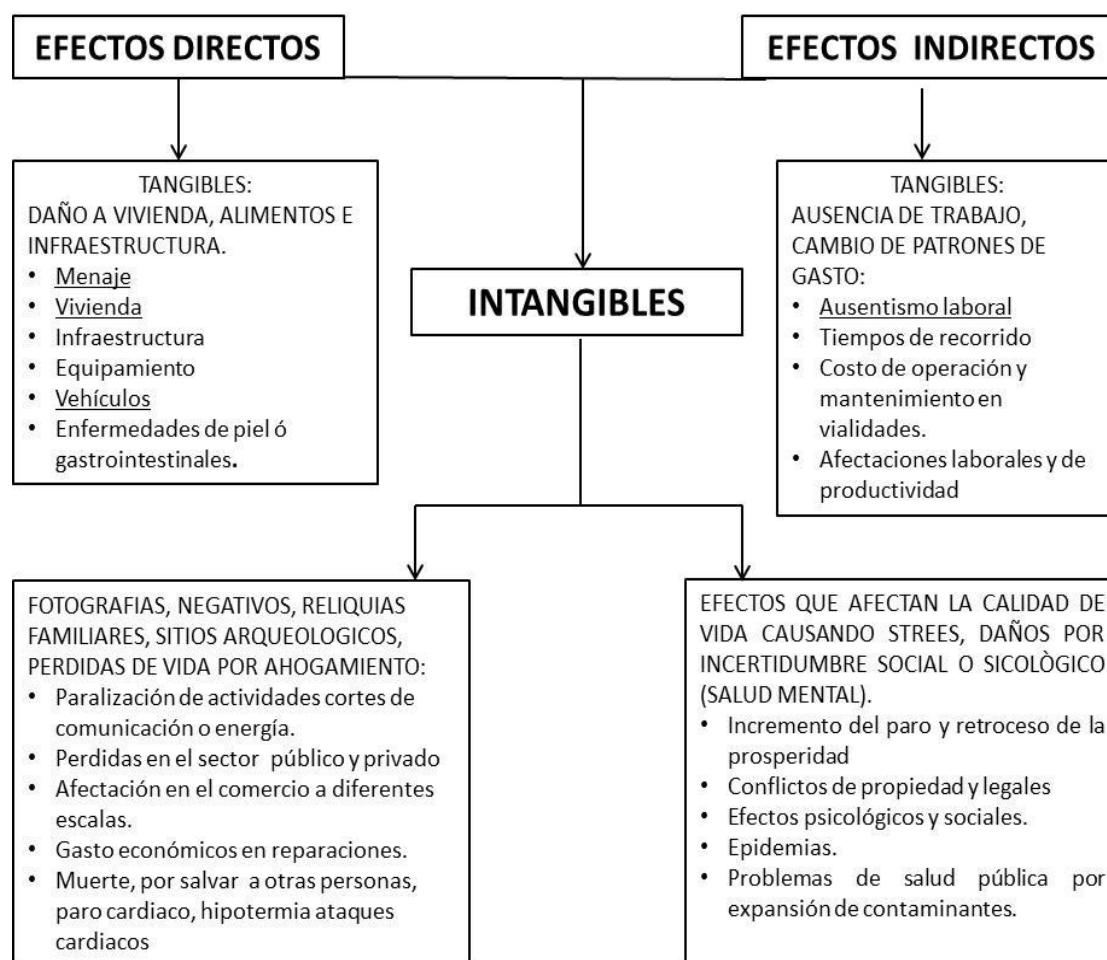 EFECTOS DIRECTOS
EFECTOS INDIRECTOS
TANGIBLES:
DAÑO A VIVIENDA, ALIMENTOS E
INFRAESTRUCTURA.
• Menaje
• Vivienda
• Infraestructura
• Equipamiento
• Vehículos
• Enfermedades de piel ó
gastrointestinales.
INTANGIBLES
TANGIBLES:
AUSENCIA DE TRABAJO,
CAMBIO DE PATRONES DE
GASTO:
• Ausentismo laboral
• Tiempos de recorrido
• Costo de operación y
mantenimiento en
vialidades.
• Afectaciones laborales y de
productividad
FOTOGRAFIAS, NEGATIVOS, RELIQUIAS
FAMILIARES, SITIOS ARQUEOLOGICOS,
PERDIDAS DE VIDA POR AHOGAMIENTO:
• Paralización de actividades cortes de
comunicación o energía.
• Perdidas en el sector público y privado
• Afectación en el comercio a diferentes
escalas.
• Gasto económicos en reparaciones.
• Muerte, por salvar a otras personas,
paro cardiaco, hipotermia ataques
cardiacos
EFECTOS QUE AFECTAN LA CALIDAD DE
VIDA CAUSANDO STREES, DAÑOS POR
INCERTIDUMBRE SOCIAL O SICOLÒGICO
(SALUD MENTAL).
• Incremento del paro y retroceso de la
prosperidad
• Conflictos de propiedad y legales
• Efectos psicológicos y sociales.
• Epidemias.
• Problemas de salud pública por
expansión de contaminantes.